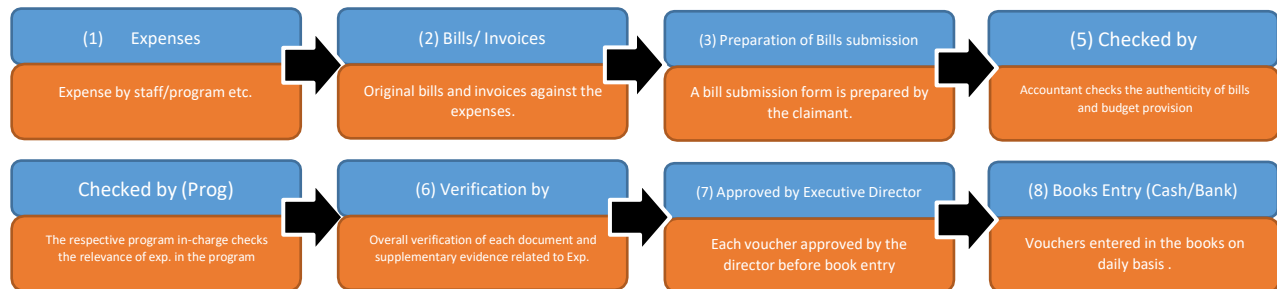 (1) Expenses
Expense by staff/program etc.
(2) Bills/ Invoices
Original bills and invoices against the
expenses.
(3) Preparation of Bills submission
A bill submission form is prepared by
the claimant.
(5) Checked by
Accountant checks the authenticity of bills
and budget provision
Checked by (Prog)
The respective program in-charge checks
the relevance of exp. in the program
(6) Verification by
Overall verification of each document and
supplementary evidence related to Exp.
(7) Approved by Executive Director
Each voucher approved by the
director before book entry
(8) Books Entry (Cash/Bank)
Vouchers entered in the books on
daily basis .